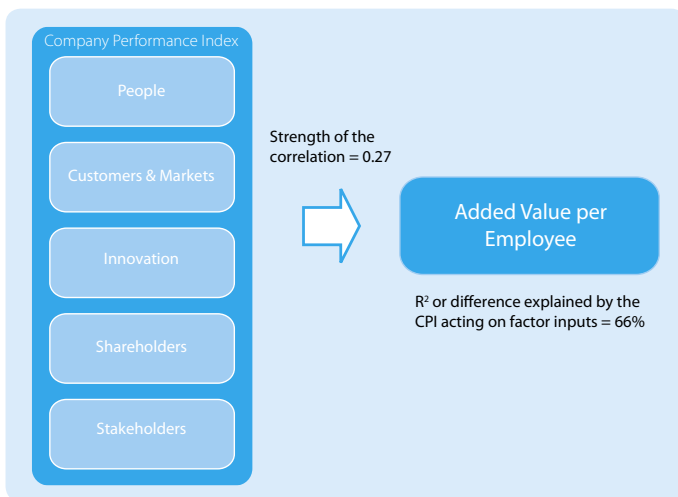 Company Performance Index
People
Customers & Markets
Innovation
Shareholders
Stakeholders
Strength of the
correlation = 0.27
Added Value per
Employee
R² or difference explained by the
CPI acting on factor inputs = 66%